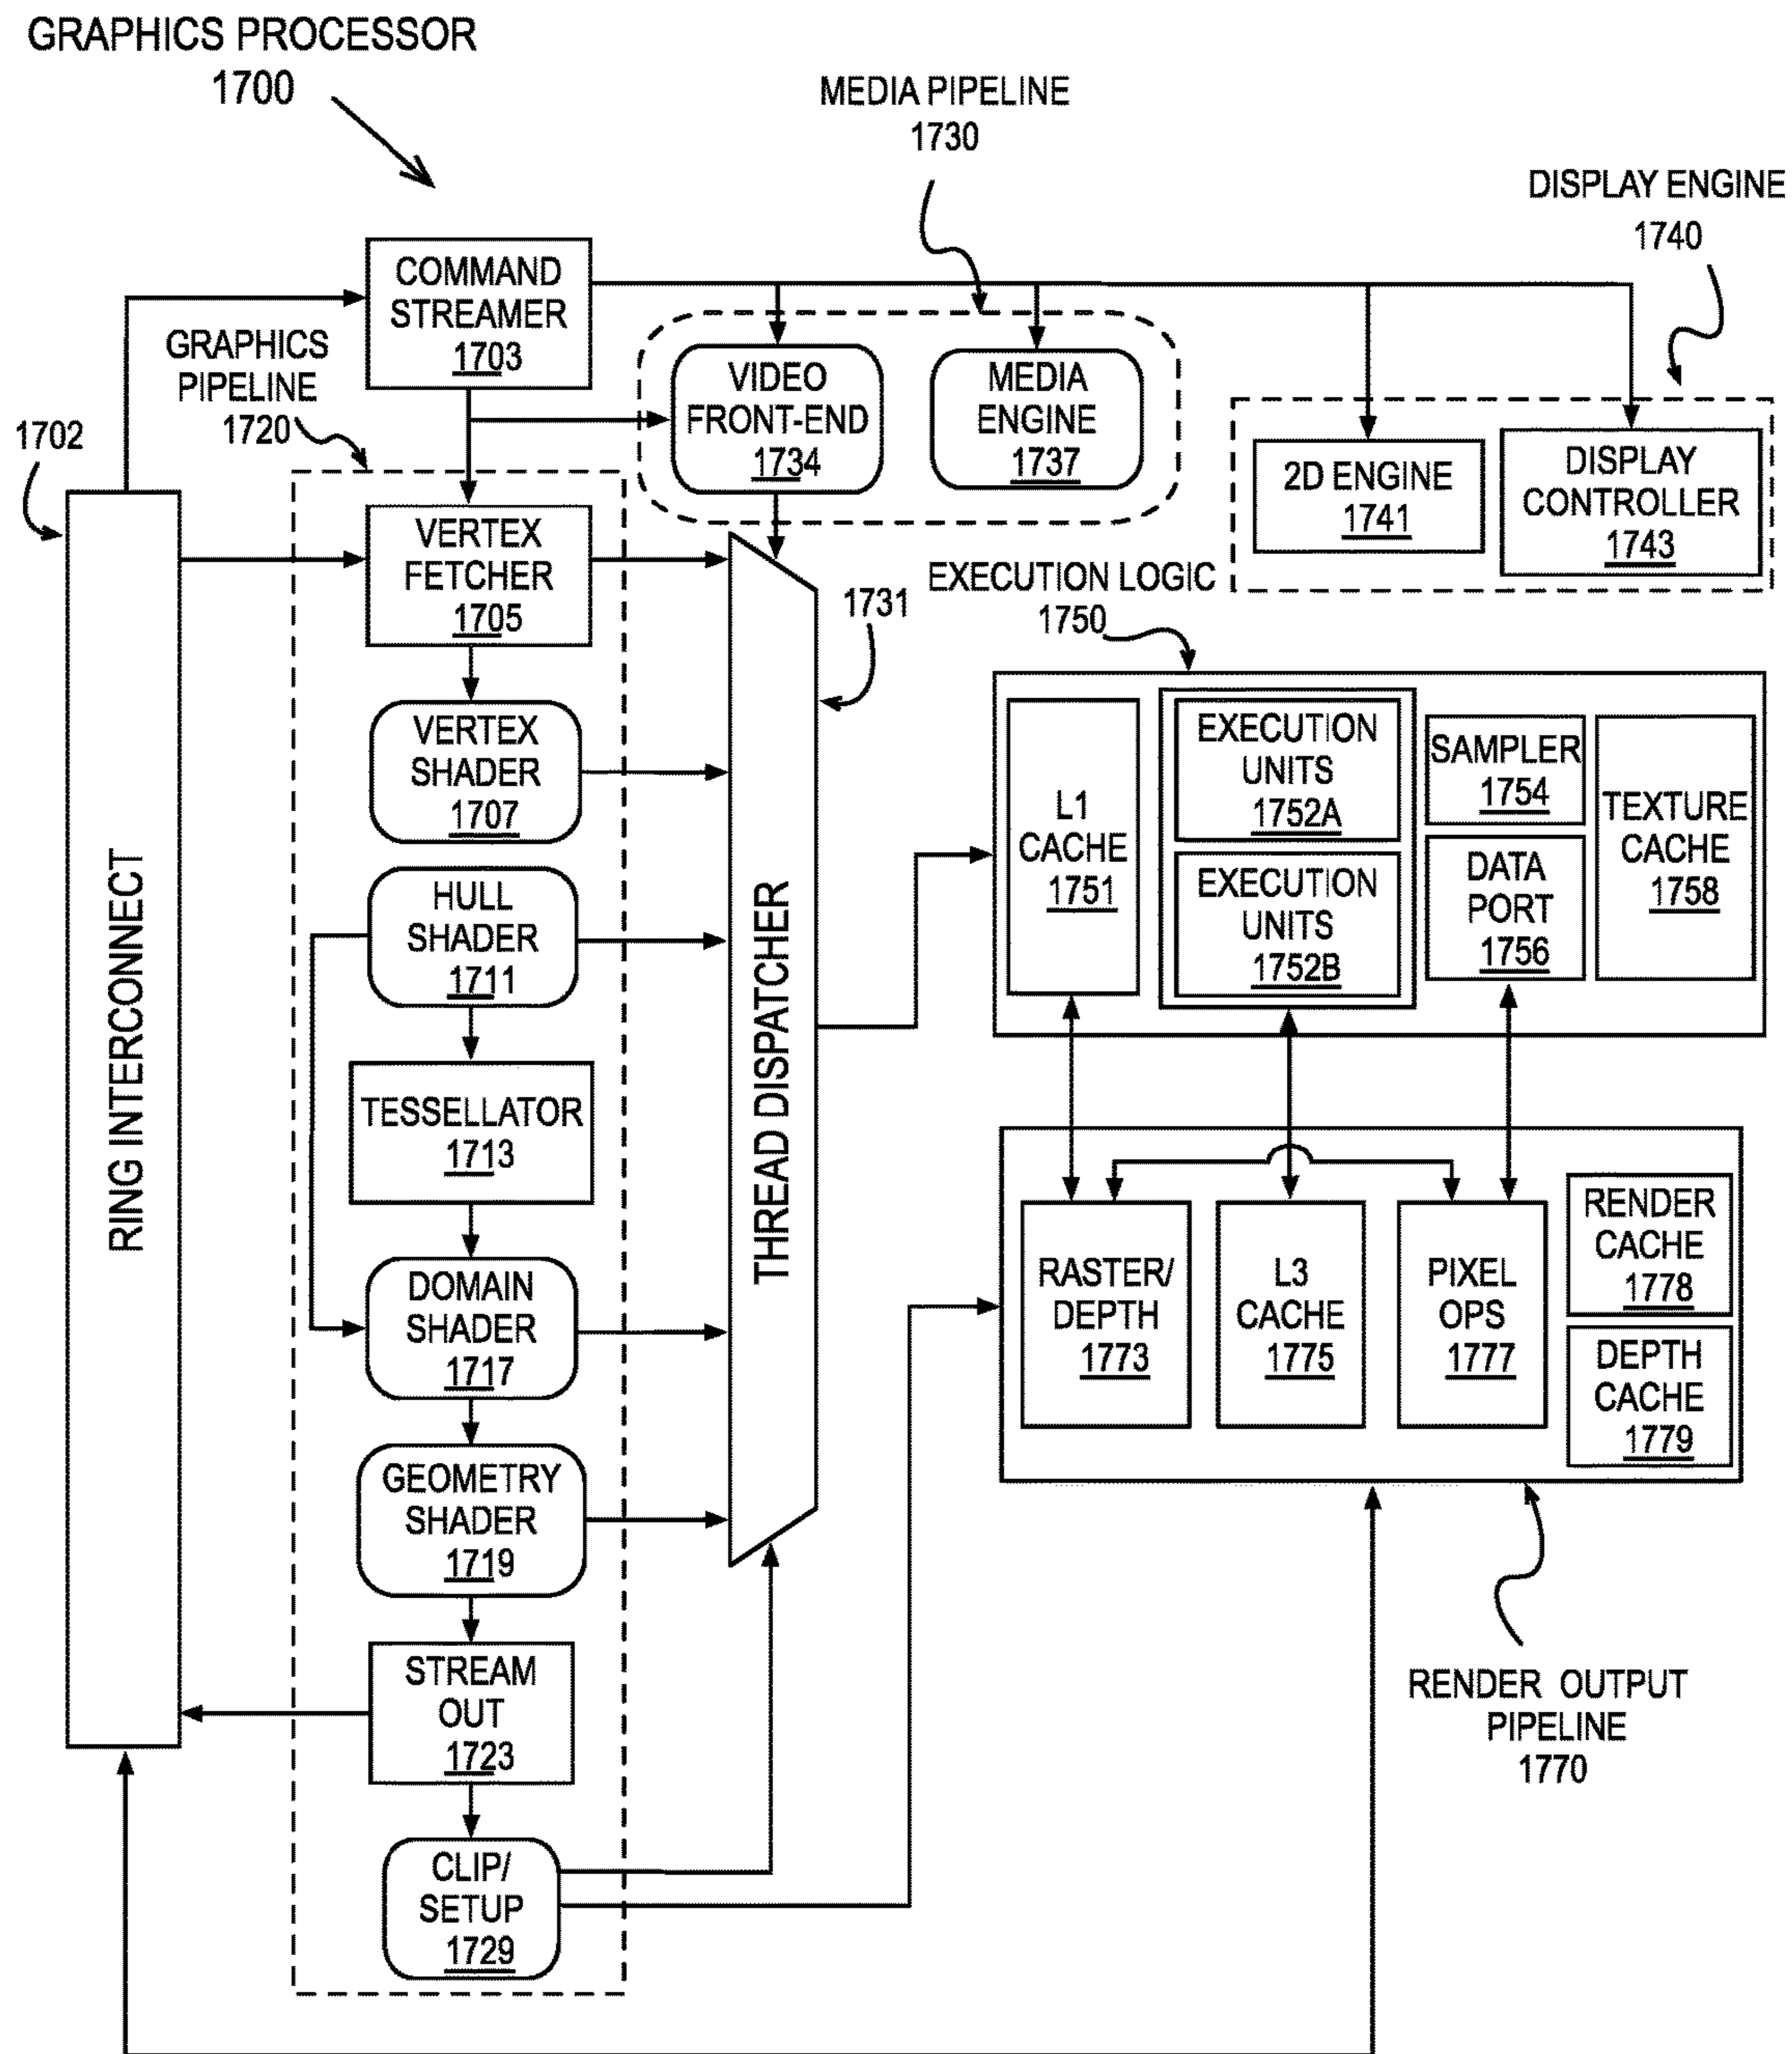 GRAPHICS PROCESSOR
1700
MEDIA PIPELINE
1730
DISPLAY ENGINE
1740
COMMAND
STREAMER
1703
GRAPHICS
PIPELINE
1720
1702
VIDEO
FRONT-END
1734
MEDIA
ENGINE
1737
2D ENGINE
1741
DISPLAY
CONTROLLER
1743
RING INTERCONNECT
VERTEX
FETCHER
1705
VERTEX
SHADER
1707
HULL
SHADER
1711
TESSELLATOR
1713
DOMAIN
SHADER
1717
GEOMETRY
SHADER
1719
STREAM
OUT
1723
CLIP/
SETUP
1729
THREAD DISPATCHER
1731
EXECUTION LOGIC
1750
L1
CACHE
1751
EXECUTION
UNITS
1752A
EXECUTION
UNITS
1752B
SAMPLER
1754
DATA
PORT
1756
TEXTURE
CACHE
1758
RASTER/
DEPTH
1773
L3
CACHE
1775
PIXEL
OPS
1777
RENDER
CACHE
1778
DEPTH
CACHE
1779
RENDER OUTPUT
PIPELINE
1770